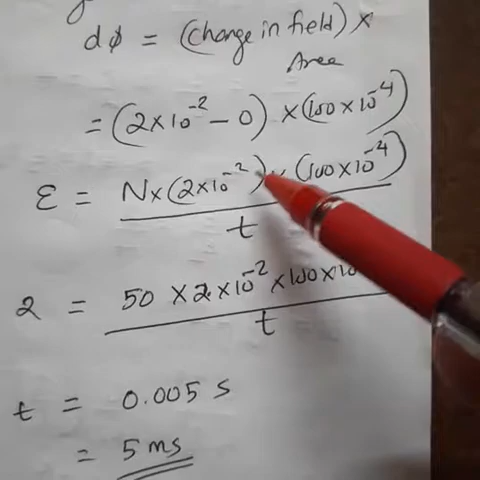 dϕ = (change in field) ×
Area
= (2×10⁻² − 0) × (100×10⁻⁴)
ε = N×(2×10⁻²) × (100×10⁻⁴)
t
2 = 50 × 2×10⁻² × 100×10
t
t = 0.005 s
= 5 ms